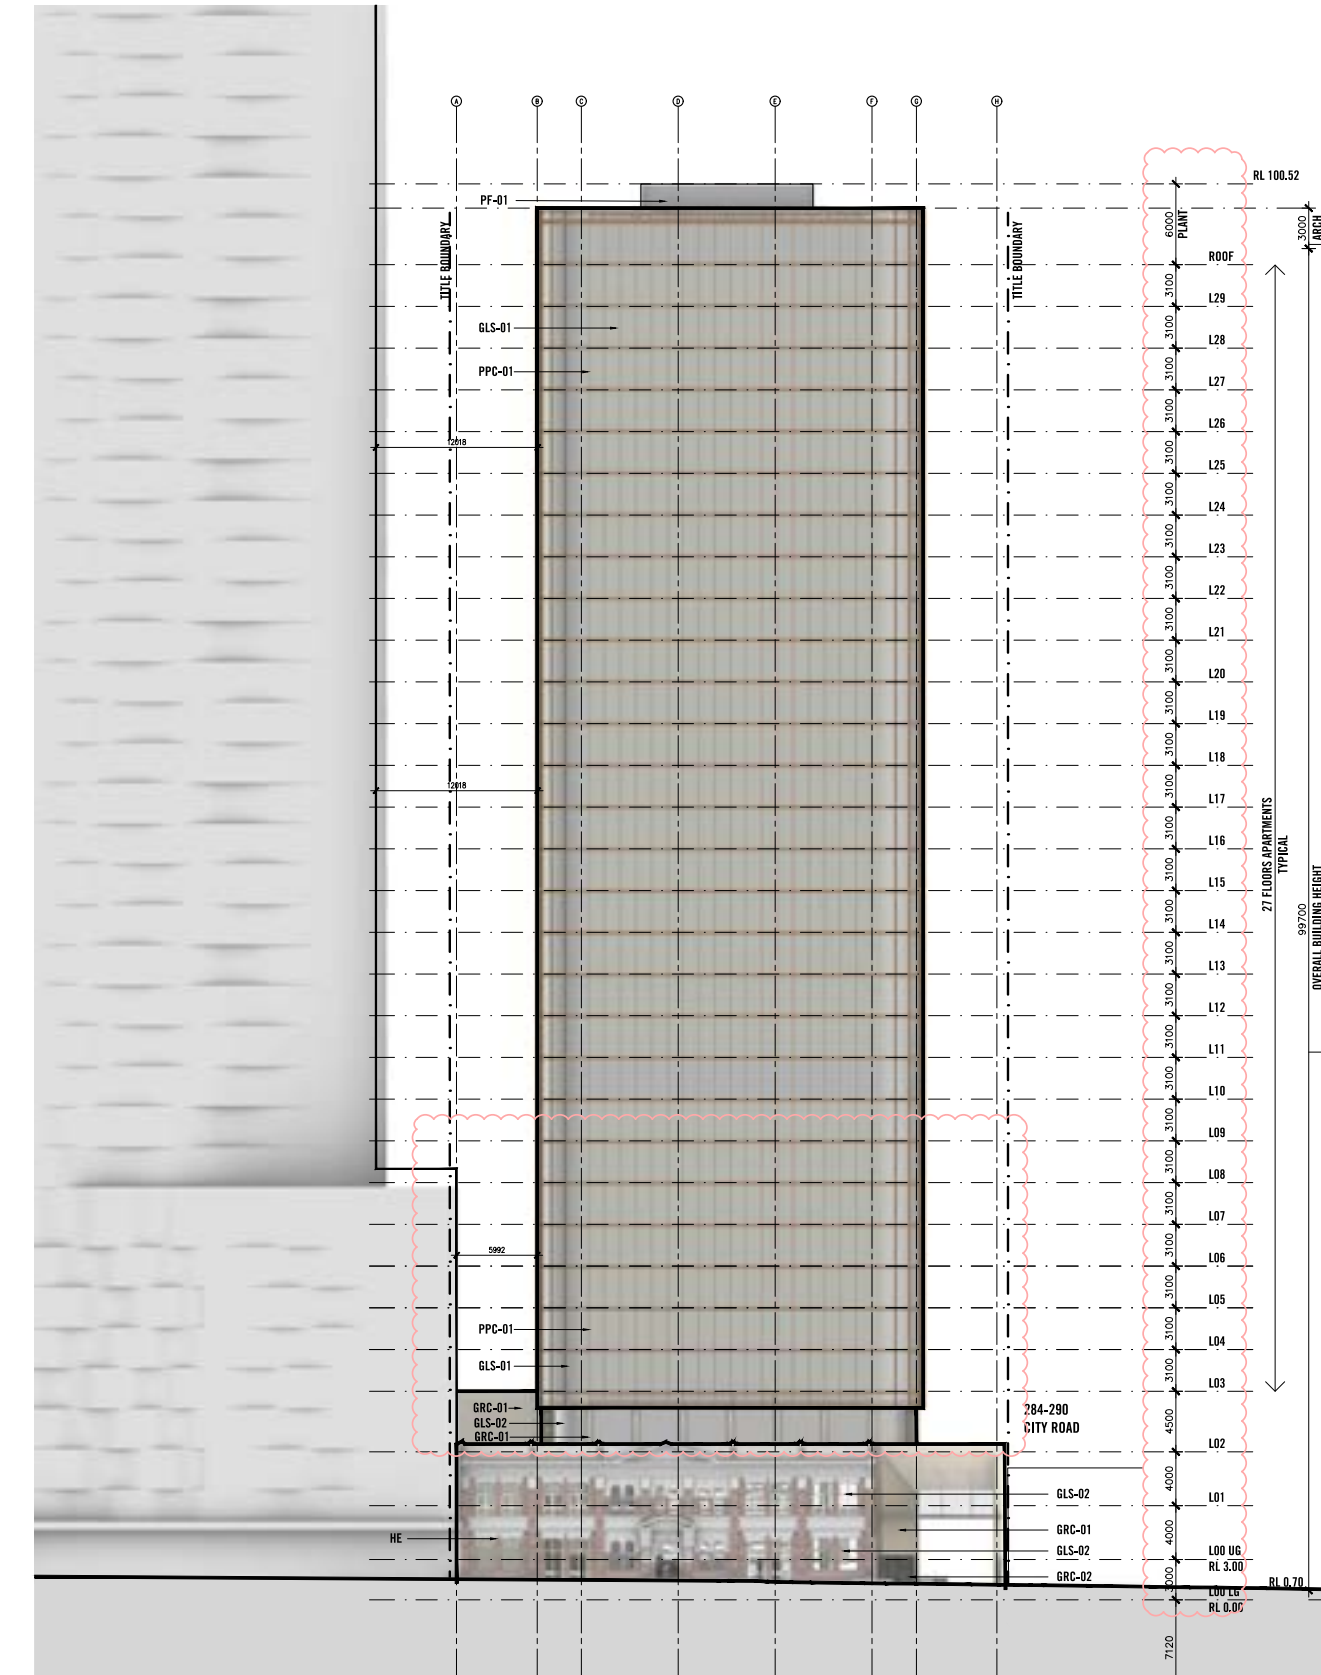 A B C D E F G H
RL 100.52
PF-01
6000
PLANT
3000
ARCH
TITLE BOUNDARY
TITLE BOUNDARY
ROOF
3100
L29
GLS-01
3100
L28
PPC-01
3100
L27
3100
L26
12018
3100
L25
3100
L24
3100
L23
3100
L22
3100
L21
3100
L20
3100
L19
3100
L18
12018
3100
L17
3100
L16
27 FLOORS APARTMENTS
TYPICAL
3100
L15
3100
L14
99700
OVERALL BUILDING HEIGHT
3100
L13
3100
L12
3100
L11
3100
L10
3100
L09
3100
L08
3100
L07
5992
3100
L06
3100
L05
PPC-01
3100
L04
GLS-01
3100
L03
GRC-01
284-290
CITY ROAD
GLS-02
4500
GRC-01
L02
4000
GLS-02
L01
HE
GRC-01
4000
GLS-02
L00 UG
RL 3.00
GRC-02
3000
RL 0.70
L00 LG
RL 0.00
7120